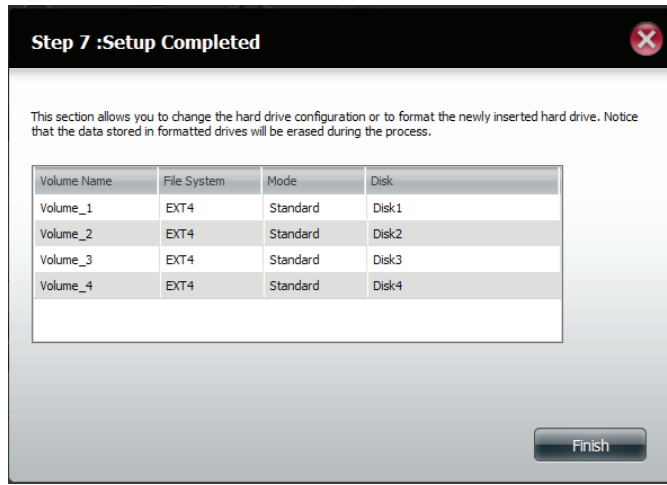 Step 7 :Setup Completed
This section allows you to change the hard drive configuration or to format the newly inserted hard drive. Notice
that the data stored in formatted drives will be erased during the process.
Volume Name File System Mode Disk
Volume_1 EXT4 Standard Disk1
Volume_2 EXT4 Standard Disk2
Volume_3 EXT4 Standard Disk3
Volume_4 EXT4 Standard Disk4
Finish